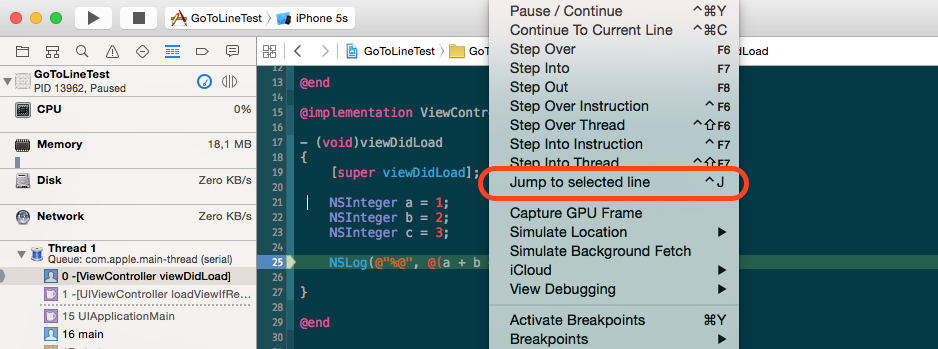 GoToLineTest
iPhone 5s
GoToLineTest
PID 13962, Paused
CPU 0%
Memory 18,1 MB
Disk Zero KB/s
Network Zero KB/s
Thread 1
Queue: com.apple.main-thread (serial)
0 -[ViewController viewDidLoad]
1 -[UIViewController loadViewIfRe...
15 UIApplicationMain
16 main
GoToLineTest
GoT
dLoad
12
13 @end
14
15 @implementation ViewContr
16
17 - (void)viewDidLoad
18 {
19 [super viewDidLoad];
20
21 NSInteger a = 1;
22 NSInteger b = 2;
23 NSInteger c = 3;
24
25 NSLog(@"%@", @(a + b
26
27 }
28
29 @end
30
31
Pause / Continue ⌃⌘Y
Continue To Current Line ⌃⌘C
Step Over F6
Step Into F7
Step Out F8
Step Over Instruction ⌃F6
Step Over Thread ⌃⇧F6
Step Into Instruction ⌃F7
Step Into Thread ⌃⇧F7
Jump to selected line ⌃J
Capture GPU Frame
Simulate Location
Simulate Background Fetch
iCloud
View Debugging
Activate Breakpoints ⌘Y
Breakpoints